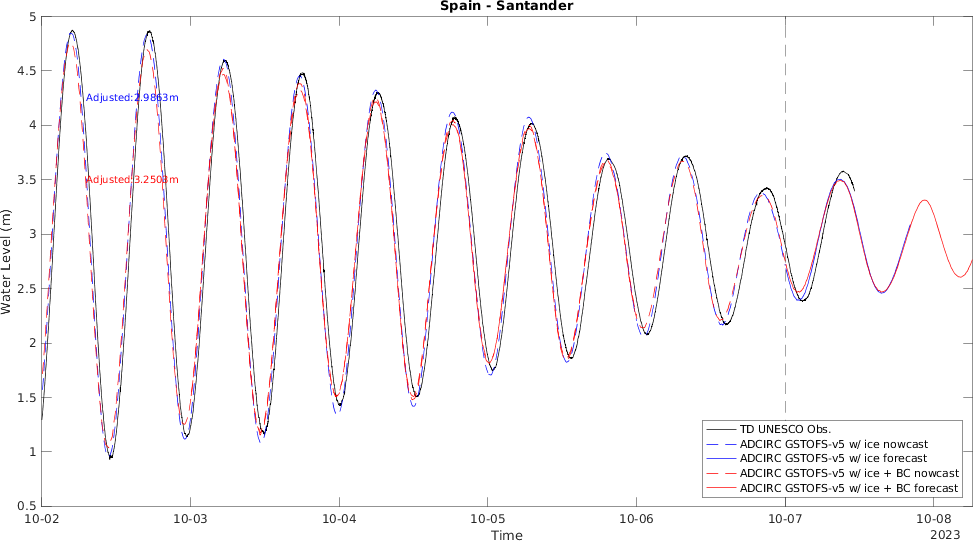 Spain - Santander
5
4.5
4
3.5
3
2.5
2
1.5
1
0.5
Water Level (m)
Adjusted:2.9863m
Adjusted:3.2503m
TD UNESCO Obs.
ADCIRC GSTOFS-v5 w/ ice nowcast
ADCIRC GSTOFS-v5 w/ ice forecast
ADCIRC GSTOFS-v5 w/ ice + BC nowcast
ADCIRC GSTOFS-v5 w/ ice + BC forecast
10-02 10-03 10-04 10-05 10-06 10-07 10-08
Time
2023